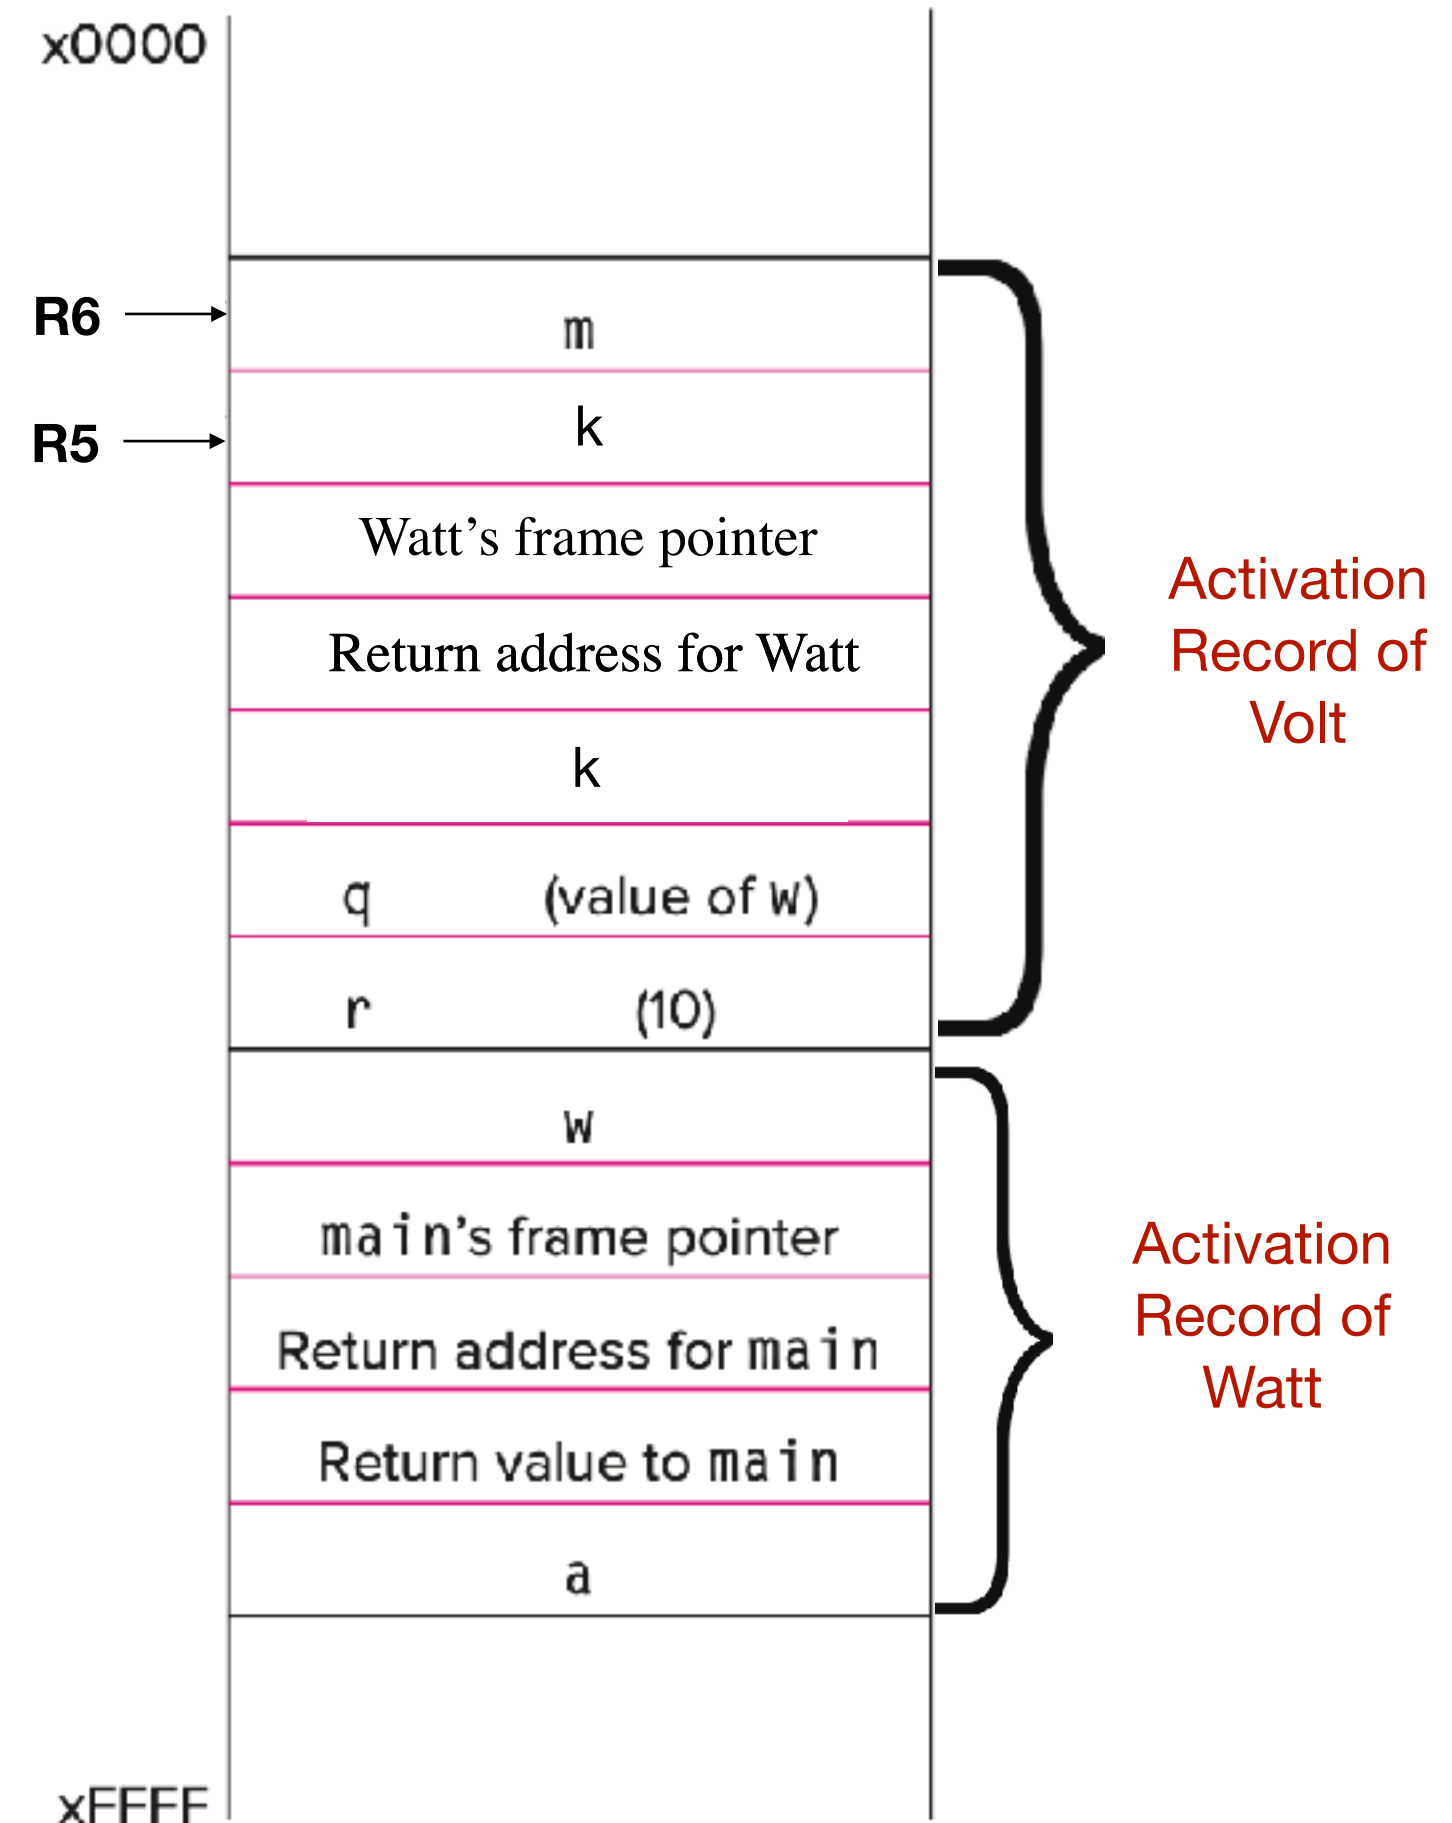 x0000
R6
m
R5
k
Watt’s frame pointer
Return address for Watt
k
q (value of w)
r (10)
Activation
Record of
Volt
w
main’s frame pointer
Return address for main
Return value to main
a
Activation
Record of
Watt
xFFFF